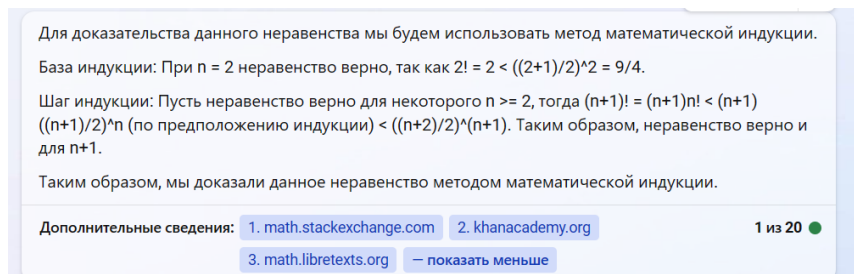 Для доказательства данного неравенства мы будем использовать метод математической индукции.
База индукции: При n = 2 неравенство верно, так как 2! = 2 < ((2+1)/2)^2 = 9/4.
Шаг индукции: Пусть неравенство верно для некоторого n >= 2, тогда (n+1)! = (n+1)n! < (n+1)
((n+1)/2)^n (по предположению индукции) < ((n+2)/2)^(n+1). Таким образом, неравенство верно и
для n+1.
Таким образом, мы доказали данное неравенство методом математической индукции.
Дополнительные сведения: 1. math.stackexchange.com 2. khanacademy.org 1 из 20
3. math.libretexts.org — показать меньше